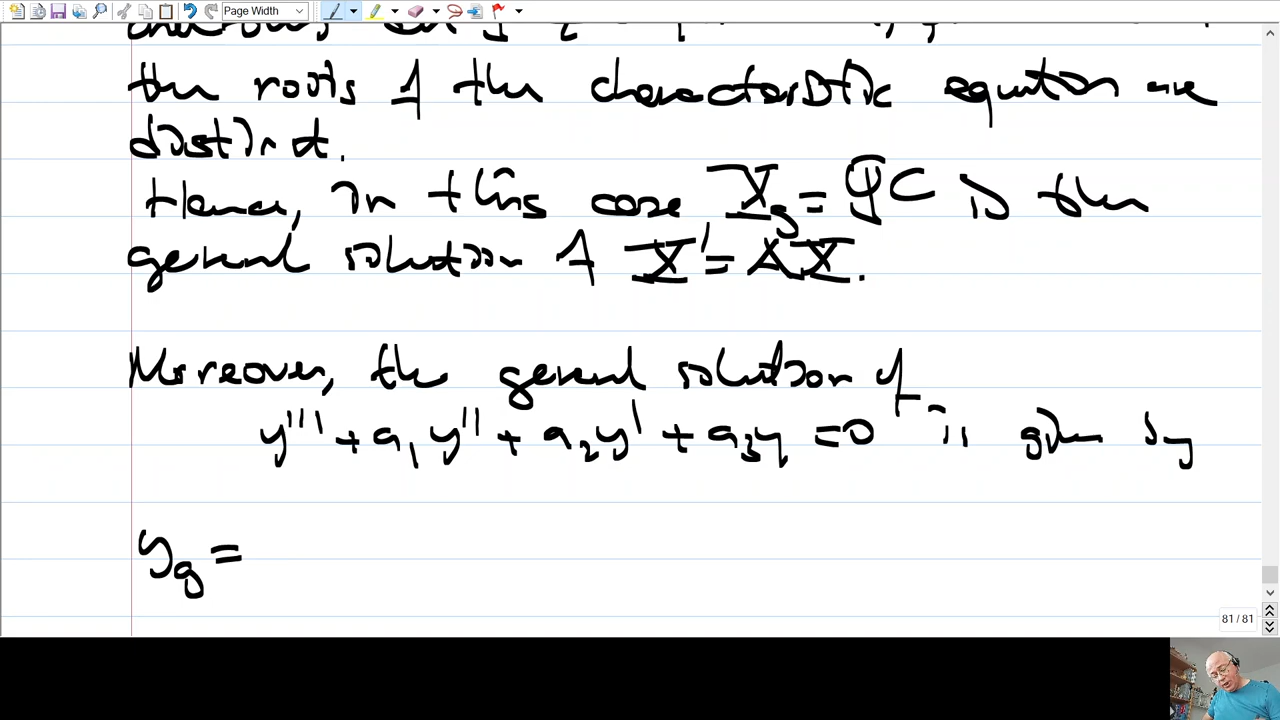 Page Width
the roots of the characteristic equation are
distinct.
Hence, in this case X_g = ΨC is the
general solution of X' = AX.
Moreover, the general solution of
y''' + a₁y'' + a₂y' + a₃y = 0 is given by
y_g =
81 / 81